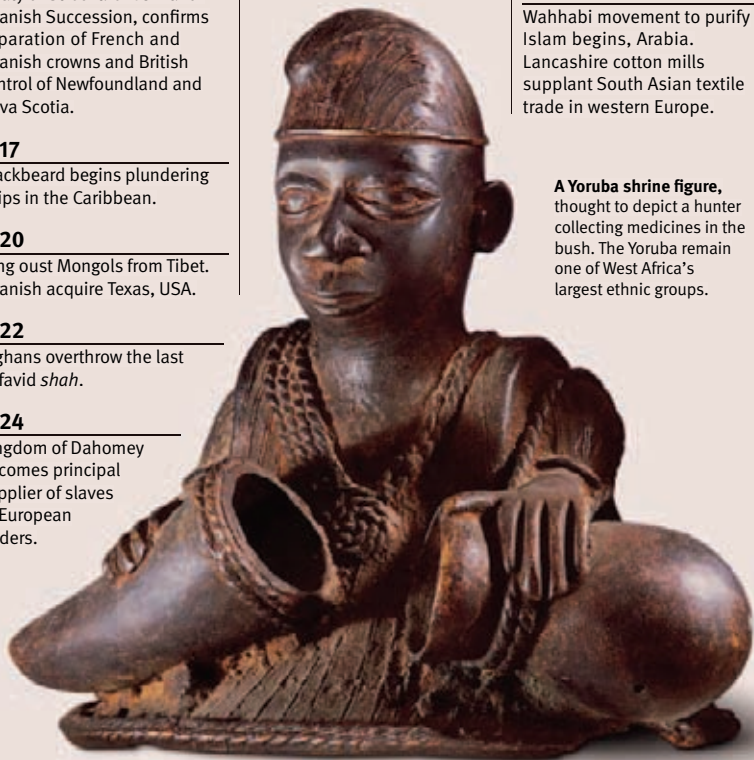 anish Succession, confirms
paration of French and
anish crowns and British
ntrol of Newfoundland and
va Scotia.
17
ackbeard begins plundering
ips in the Caribbean.
20
ng oust Mongols from Tibet.
anish acquire Texas, USA.
22
ghans overthrow the last
favid shah.
24
ngdom of Dahomey
comes principal
pplier of slaves
European
ders.
Wahhabi movement to purify
Islam begins, Arabia.
Lancashire cotton mills
supplant South Asian textile
trade in western Europe.
A Yoruba shrine figure,
thought to depict a hunter
collecting medicines in the
bush. The Yoruba remain
one of West Africa's
largest ethnic groups.